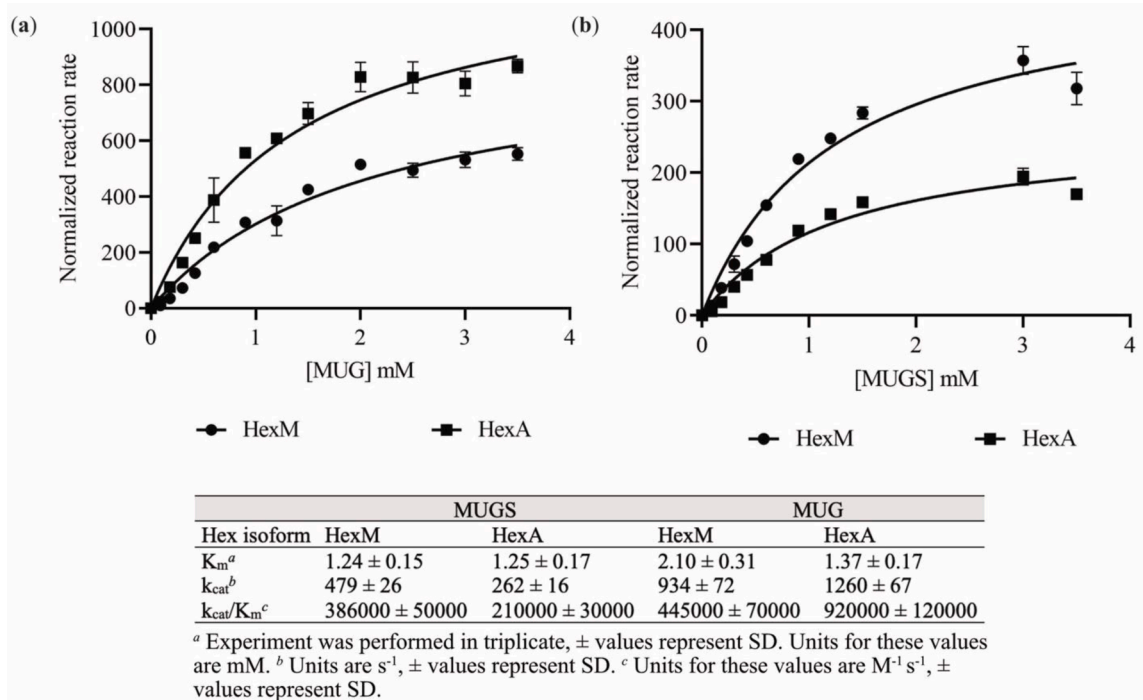 (a)
1000
800
600
400
200
0
Normalized reaction rate
0 1 2 3 4
[MUG] mM
HexM HexA
(b)
400
300
200
100
0
Normalized reaction rate
0 1 2 3 4
[MUGS] mM
HexM HexA
MUGS MUG
Hex isoform HexM HexA HexM HexA
Kₘᵃ 1.24 ± 0.15 1.25 ± 0.17 2.10 ± 0.31 1.37 ± 0.17
k_catᵇ 479 ± 26 262 ± 16 934 ± 72 1260 ± 67
k_cat/Kₘᶜ 386000 ± 50000 210000 ± 30000 445000 ± 70000 920000 ± 120000
ᵃ Experiment was performed in triplicate, ± values represent SD. Units for these values
are mM. ᵇ Units are s⁻¹, ± values represent SD. ᶜ Units for these values are M⁻¹ s⁻¹, ±
values represent SD.